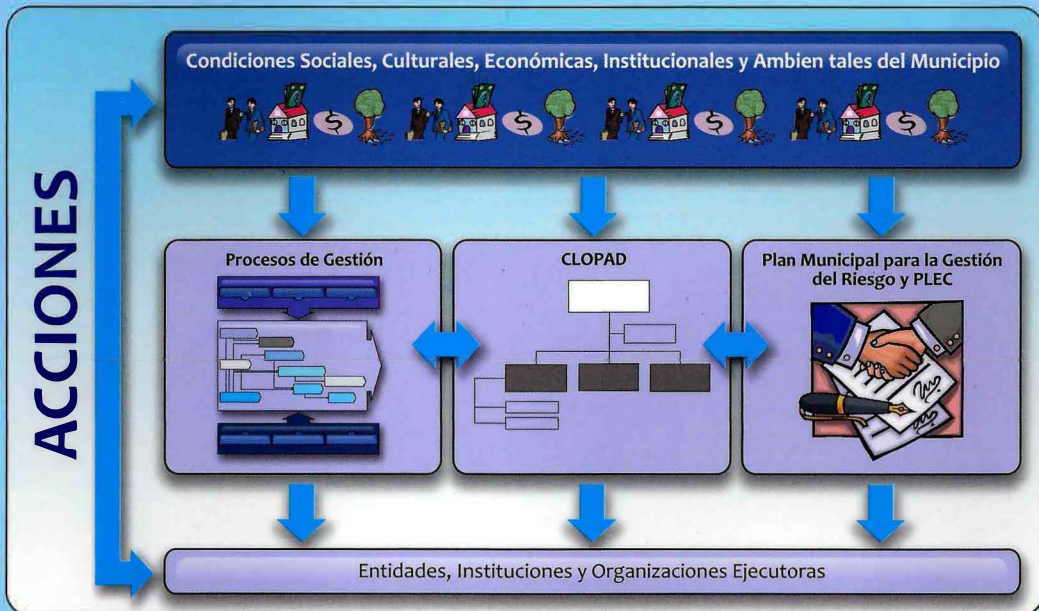 ACCIONES
Condiciones Sociales, Culturales, Económicas, Institucionales y Ambien tales del Municipio
$ $ $ $
Procesos de Gestión
CLOPAD
Plan Municipal para la Gestión
del Riesgo y PLEC
Entidades, Instituciones y Organizaciones Ejecutoras